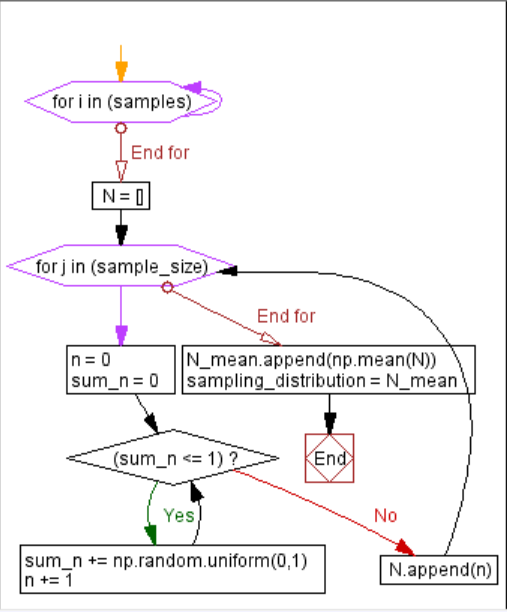 for i in (samples)
End for
N = []
for j in (sample_size)
End for
n = 0
sum_n = 0
N_mean.append(np.mean(N))
sampling_distribution = N_mean
(sum_n <= 1) ?
End
Yes
No
sum_n += np.random.uniform(0,1)
n += 1
N.append(n)